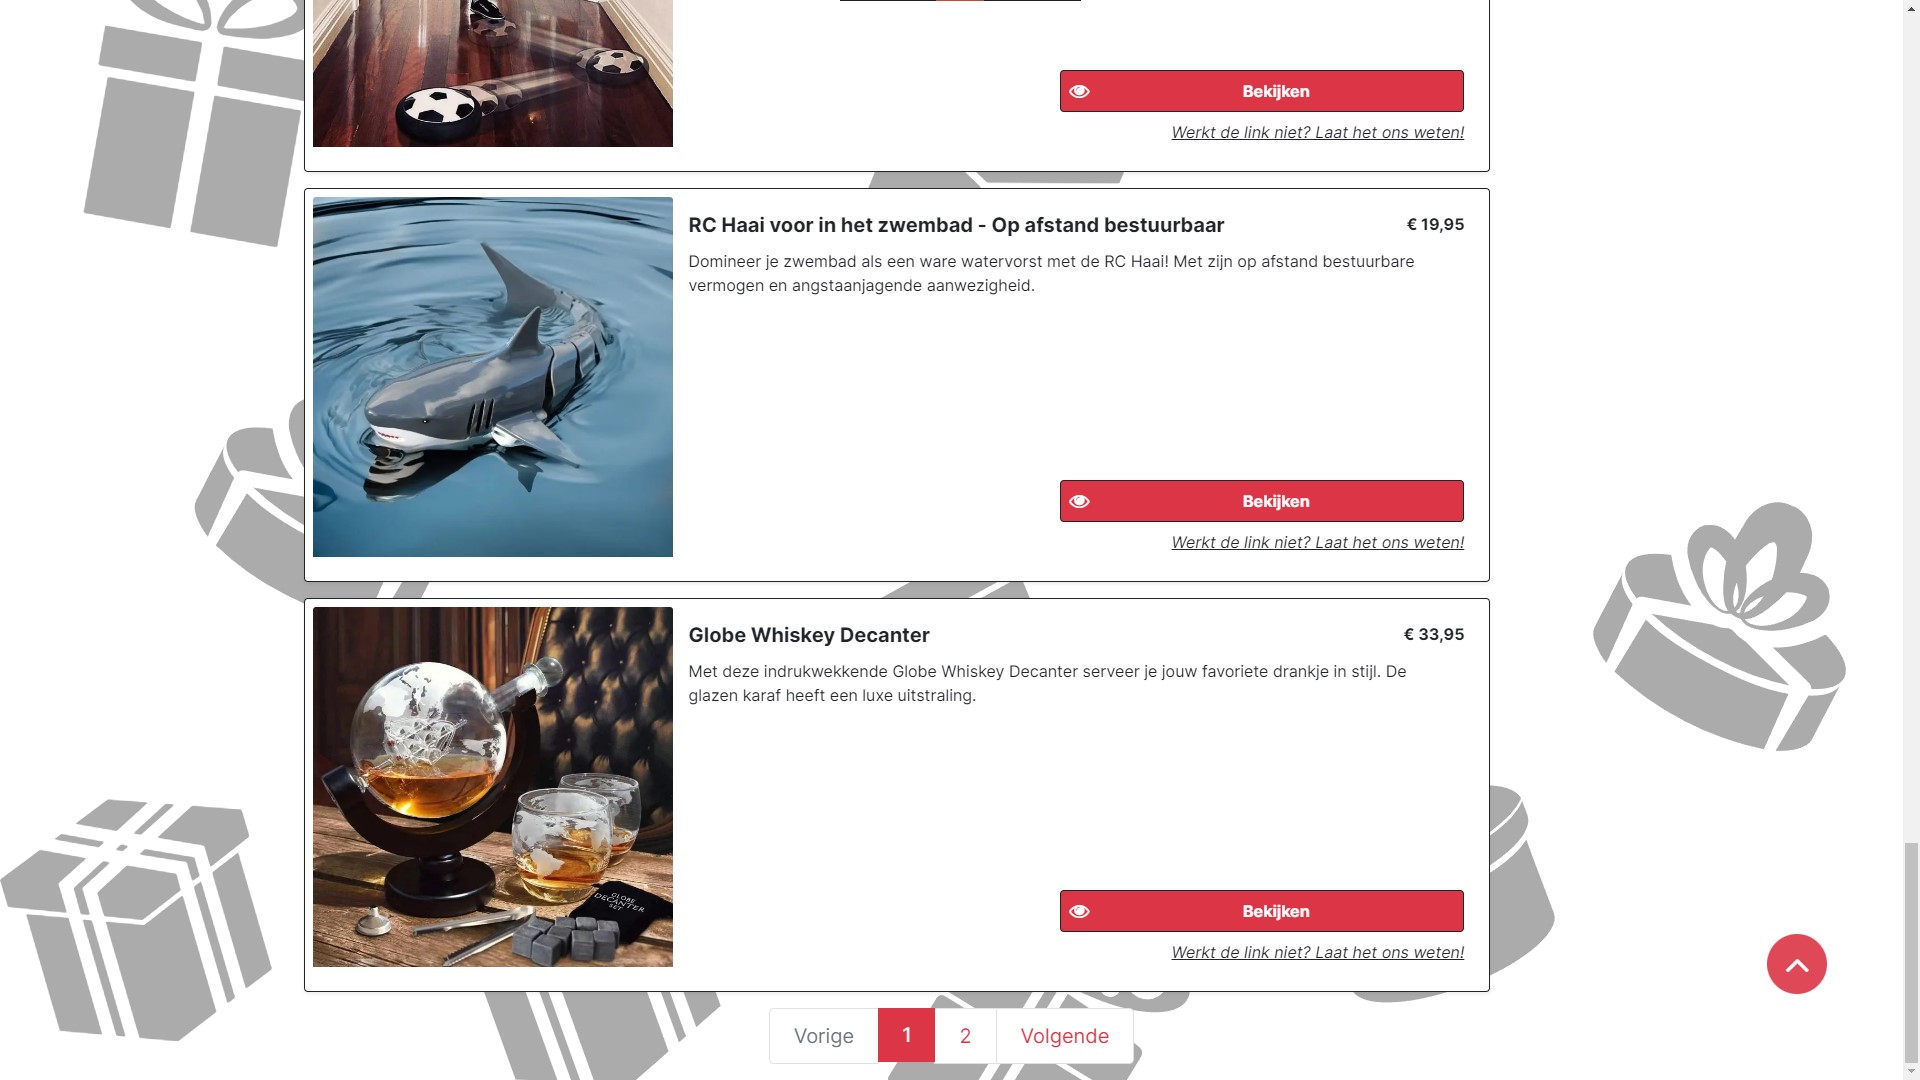 Bekijken
Werkt de link niet? Laat het ons weten!
RC Haai voor in het zwembad - Op afstand bestuurbaar
€ 19,95
Domineer je zwembad als een ware watervorst met de RC Haai! Met zijn op afstand bestuurbare
vermogen en angstaanjagende aanwezigheid.
Bekijken
Werkt de link niet? Laat het ons weten!
Globe Whiskey Decanter
€ 33,95
Met deze indrukwekkende Globe Whiskey Decanter serveer je jouw favoriete drankje in stijl. De
glazen karaf heeft een luxe uitstraling.
GLOBE
DECANTER
SET
Bekijken
Werkt de link niet? Laat het ons weten!
Vorige
1
2
Volgende